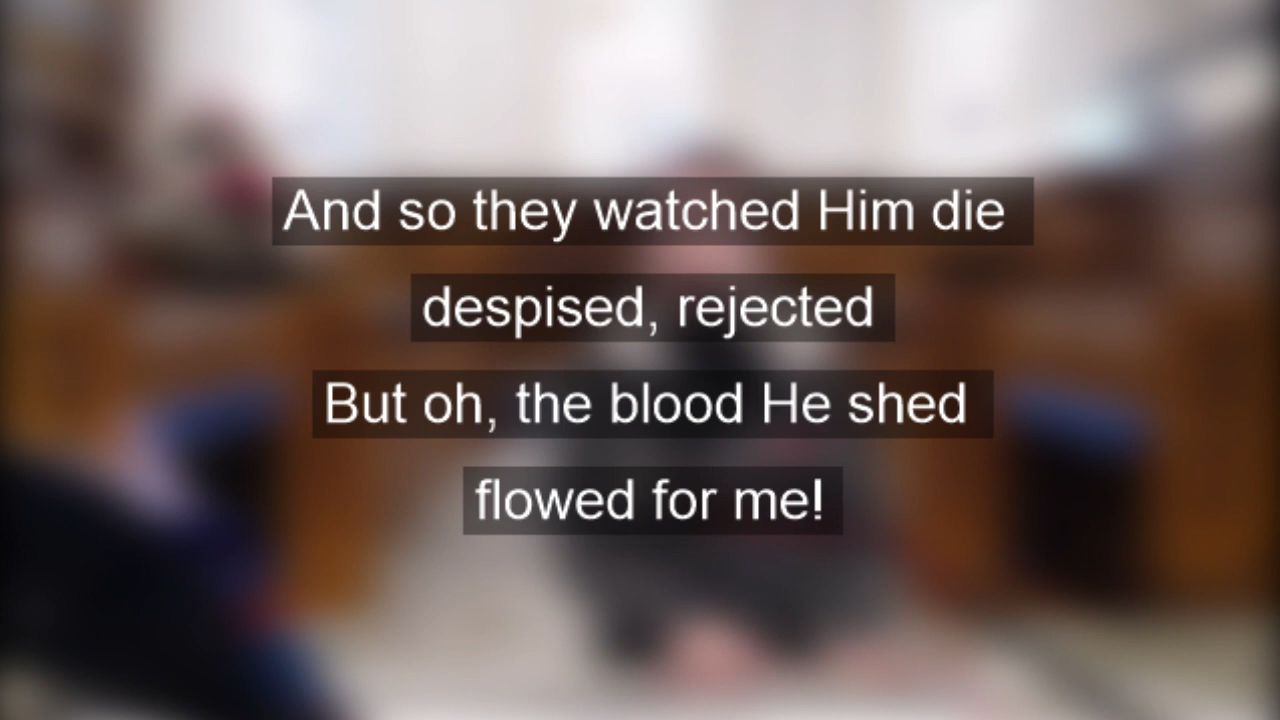 And so they watched Him die
despised, rejected
But oh, the blood He shed
flowed for me!